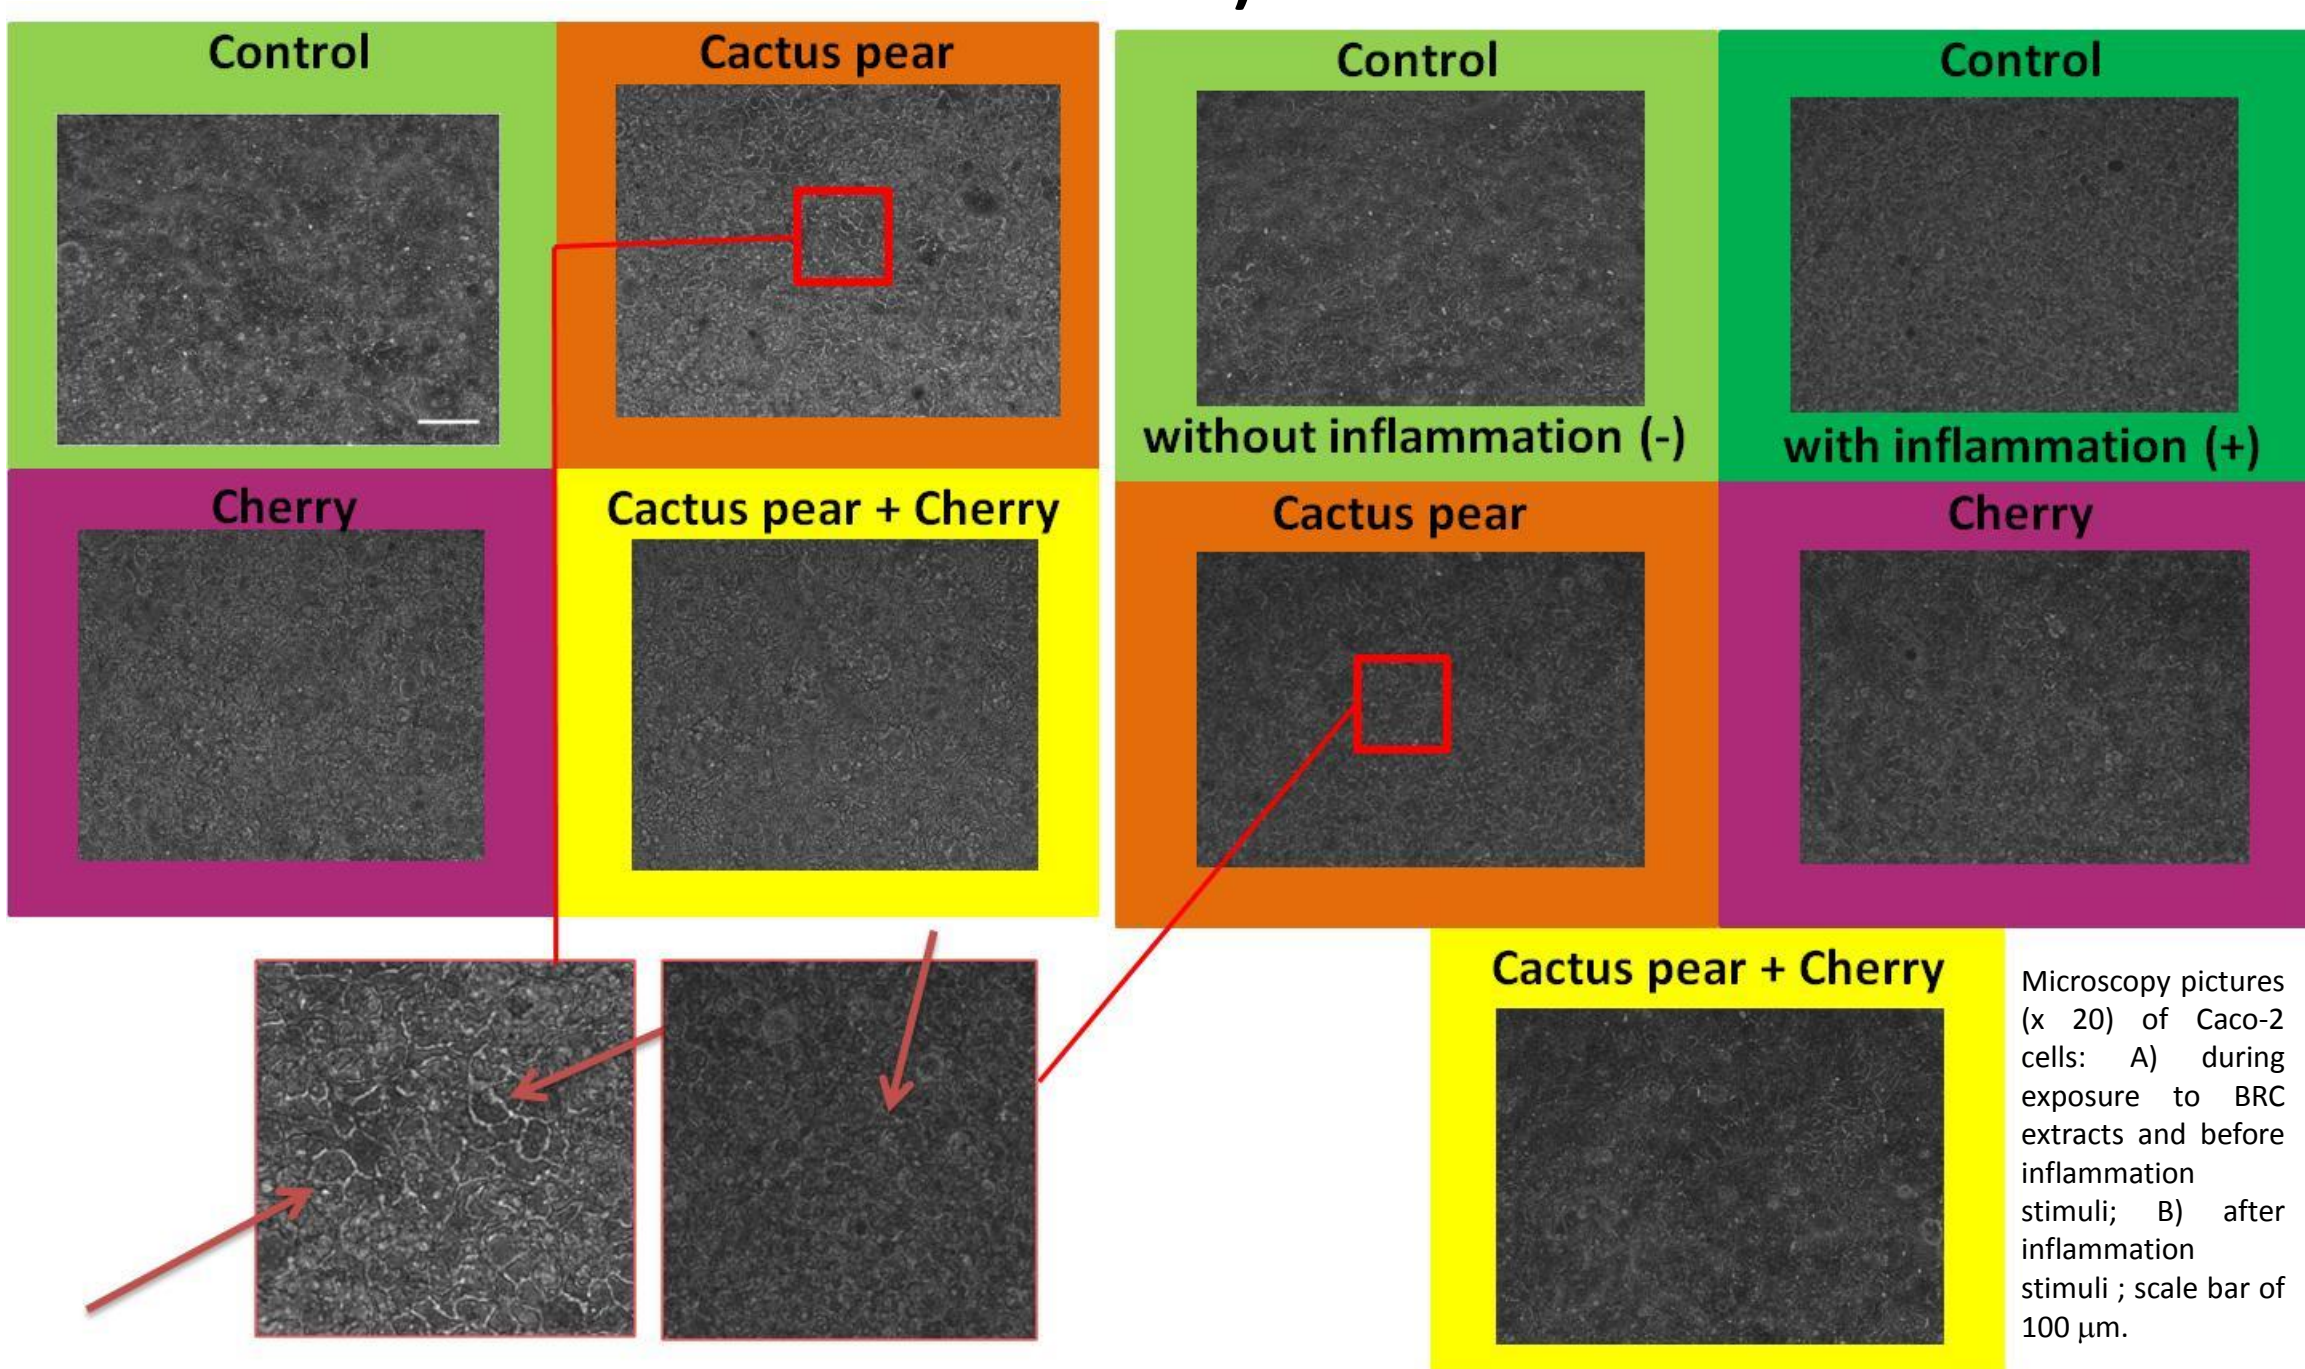 Control
Cactus pear
Cherry
Cactus pear + Cherry
Control
without inflammation (-)
Control
with inflammation (+)
Cactus pear
Cherry
Cactus pear + Cherry
Microscopy pictures
(x 20) of Caco-2
cells: A) during
exposure to BRC
extracts and before
inflammation
stimuli; B) after
inflammation
stimuli ; scale bar of
100 μm.